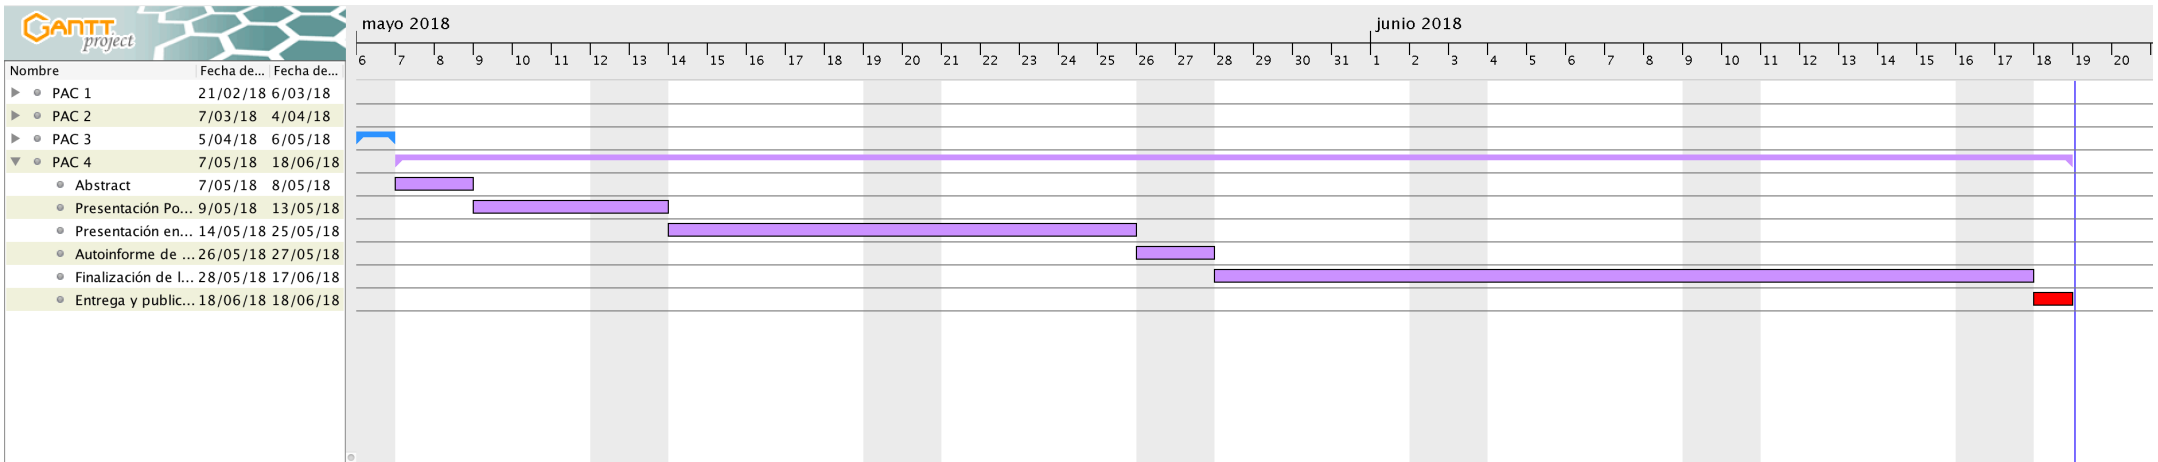 GANTT
project
mayo 2018 junio 2018
6 7 8 9 10 11 12 13 14 15 16 17 18 19 20 21 22 23 24 25 26 27 28 29 30 31 1 2 3 4 5 6 7 8 9 10 11 12 13 14 15 16 17 18 19 20
Nombre Fecha de... Fecha de...
PAC 1 21/02/18 6/03/18
PAC 2 7/03/18 4/04/18
PAC 3 5/04/18 6/05/18
PAC 4 7/05/18 18/06/18
Abstract 7/05/18 8/05/18
Presentación Po... 9/05/18 13/05/18
Presentación en... 14/05/18 25/05/18
Autoinforme de ... 26/05/18 27/05/18
Finalización de l... 28/05/18 17/06/18
Entrega y public... 18/06/18 18/06/18